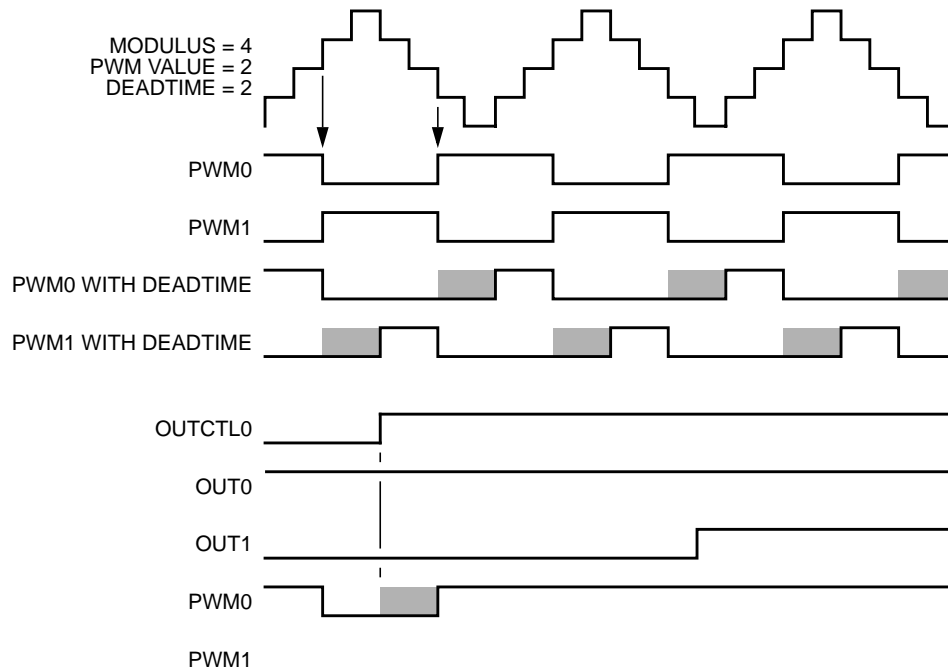 MODULUS = 4
PWM VALUE = 2
DEADTIME = 2
PWM0
PWM1
PWM0 WITH DEADTIME
PWM1 WITH DEADTIME
OUTCTL0
OUT0
OUT1
PWM0
PWM1